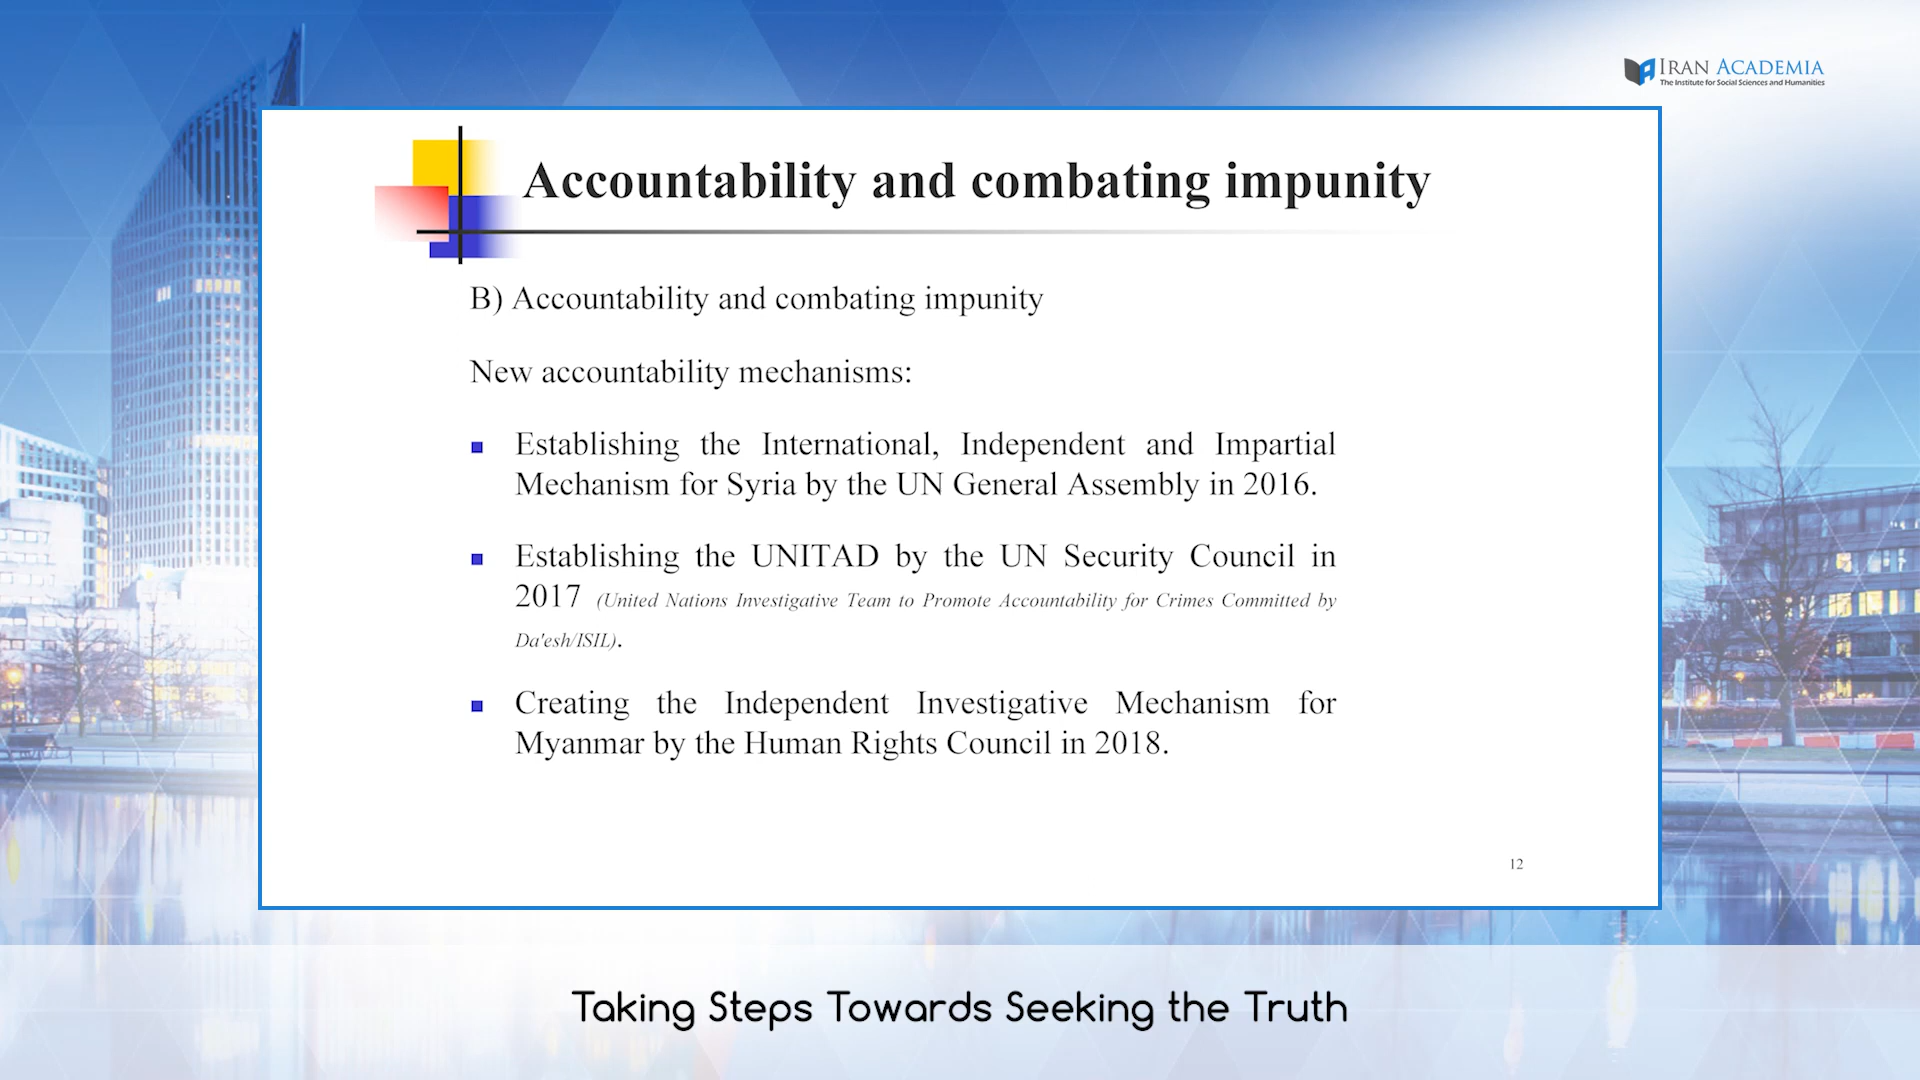 IRAN ACADEMIA
The Institute for Social Sciences and Humanities
Accountability and combating impunity
B) Accountability and combating impunity
New accountability mechanisms:
Establishing the International, Independent and Impartial
Mechanism for Syria by the UN General Assembly in 2016.
Establishing the UNITAD by the UN Security Council in
2017 (United Nations Investigative Team to Promote Accountability for Crimes Committed by
Da'esh/ISIL).
Creating the Independent Investigative Mechanism for
Myanmar by the Human Rights Council in 2018.
12
Taking Steps Towards Seeking the Truth